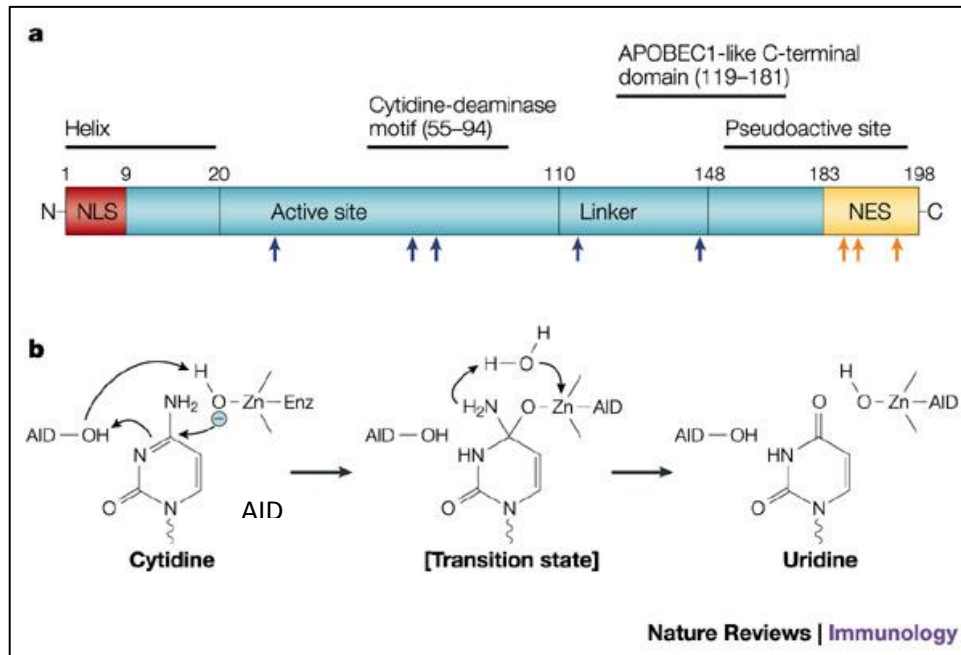 a
APOBEC1-like C-terminal
domain (119–181)
Cytidine-deaminase
motif (55–94)
Helix
Pseudoactive site
1 9 20 110 148 183 198
N NLS Active site Linker NES C
b
H
H
H–O
H
NH2 O–Zn–Enz
H2N O–Zn–AID
O
HO–Zn–AID
AID–OH
N
AID–OH
HN
AID–OH
HN
O N
O N
O N
AID
Cytidine
[Transition state]
Uridine
Nature Reviews | Immunology